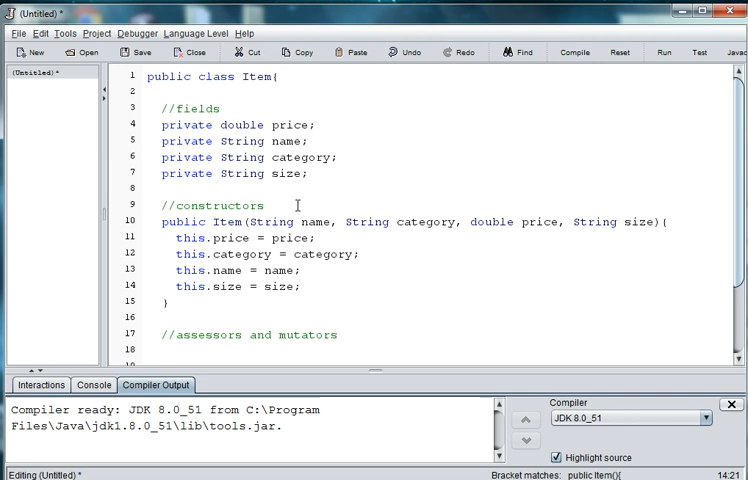 (Untitled) *
File Edit Tools Project Debugger Language Level Help
New Open Save Close Cut Copy Paste Undo Redo Find Compile Reset Run Test Javac
(Untitled)*
1 public class Item{
2
3 //fields
4 private double price;
5 private String name;
6 private String category;
7 private String size;
8
9 //constructors
10 public Item(String name, String category, double price, String size){
11 this.price = price;
12 this.category = category;
13 this.name = name;
14 this.size = size;
15 }
16
17 //assessors and mutators
18
Interactions Console Compiler Output
Compiler ready: JDK 8.0_51 from C:\Program
Files\Java\jdk1.8.0_51\lib\tools.jar.
Compiler
JDK 8.0_51
Highlight source
Editing (Untitled) * Bracket matches: public Item(){ 14:21